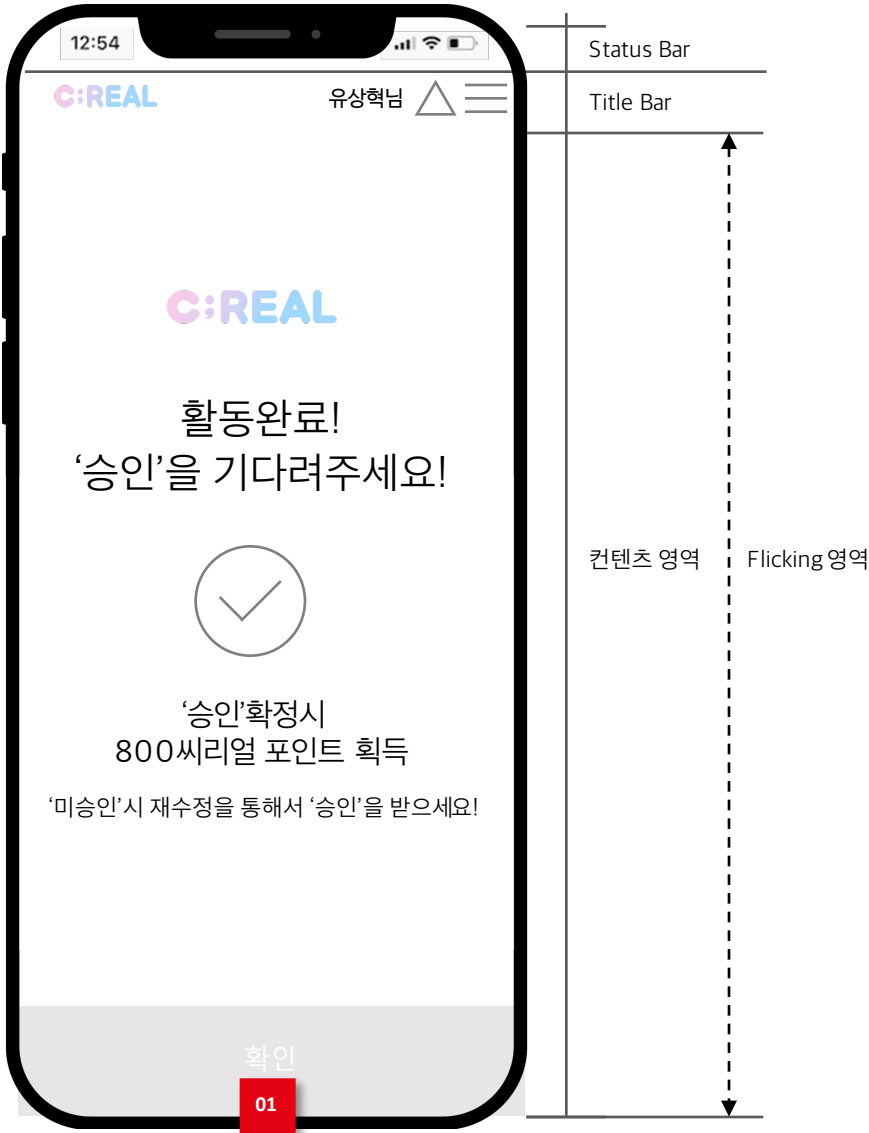 12:54
Status Bar
C;REAL
유상혁님
Title Bar
C;REAL
활동완료!
‘승인’을 기다려주세요!
컨텐츠 영역
Flicking 영역
‘승인’확정시
800씨리얼 포인트 획득
‘미승인’시 재수정을 통해서 ‘승인’을 받으세요!
확인
01